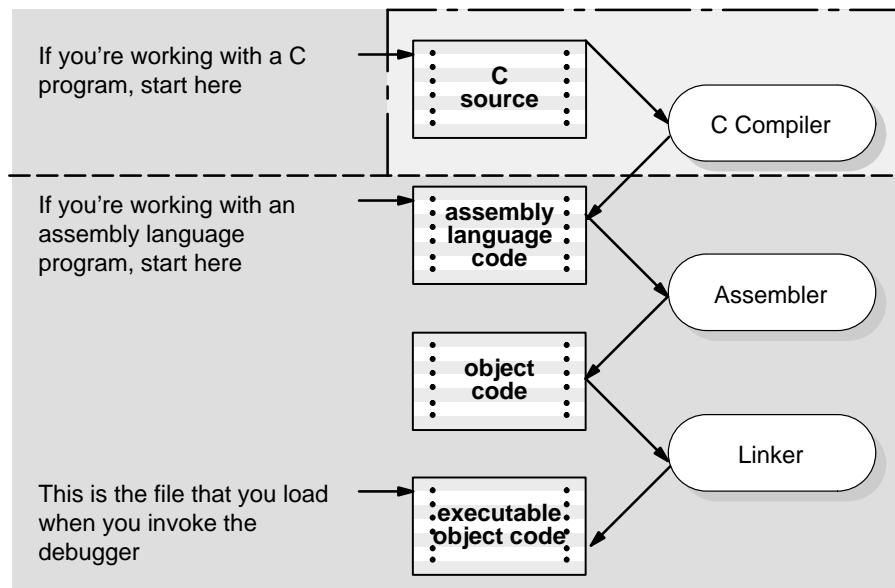 If you’re working with a C
program, start here
C
source
C Compiler
If you’re working with an
assembly language
program, start here
assembly
language
code
Assembler
object
code
Linker
This is the file that you load
when you invoke the
debugger
executable
object code